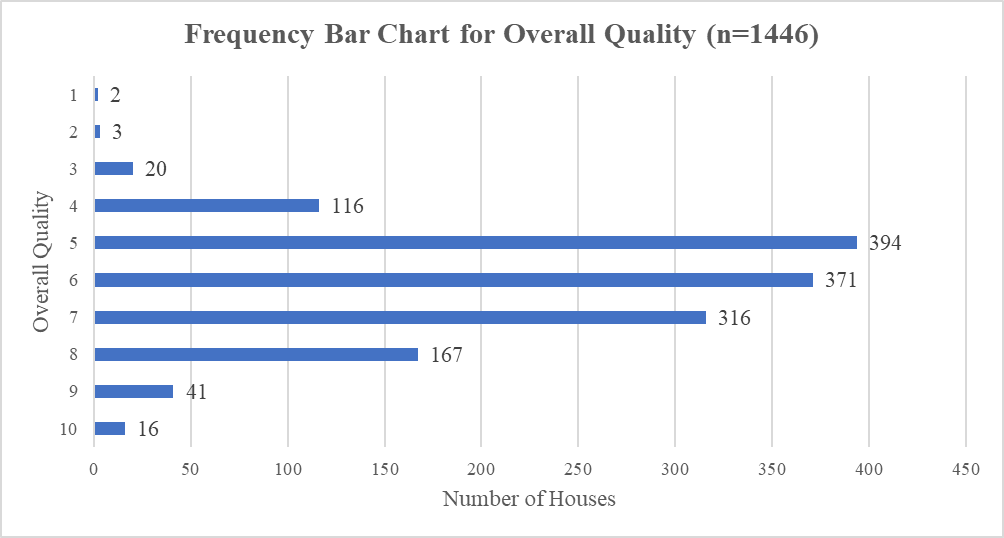 Frequency Bar Chart for Overall Quality (n=1446)
Overall Quality
1 2
2 3
3 20
4 116
5 394
6 371
7 316
8 167
9 41
10 16
0 50 100 150 200 250 300 350 400 450
Number of Houses